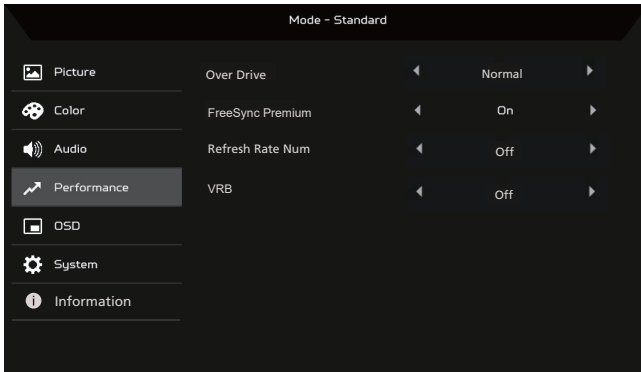 Mode - Standard
Picture
Over Drive Normal
Color
FreeSync Premium On
Audio
Refresh Rate Num Off
Performance
VRB Off
OSD
System
Information